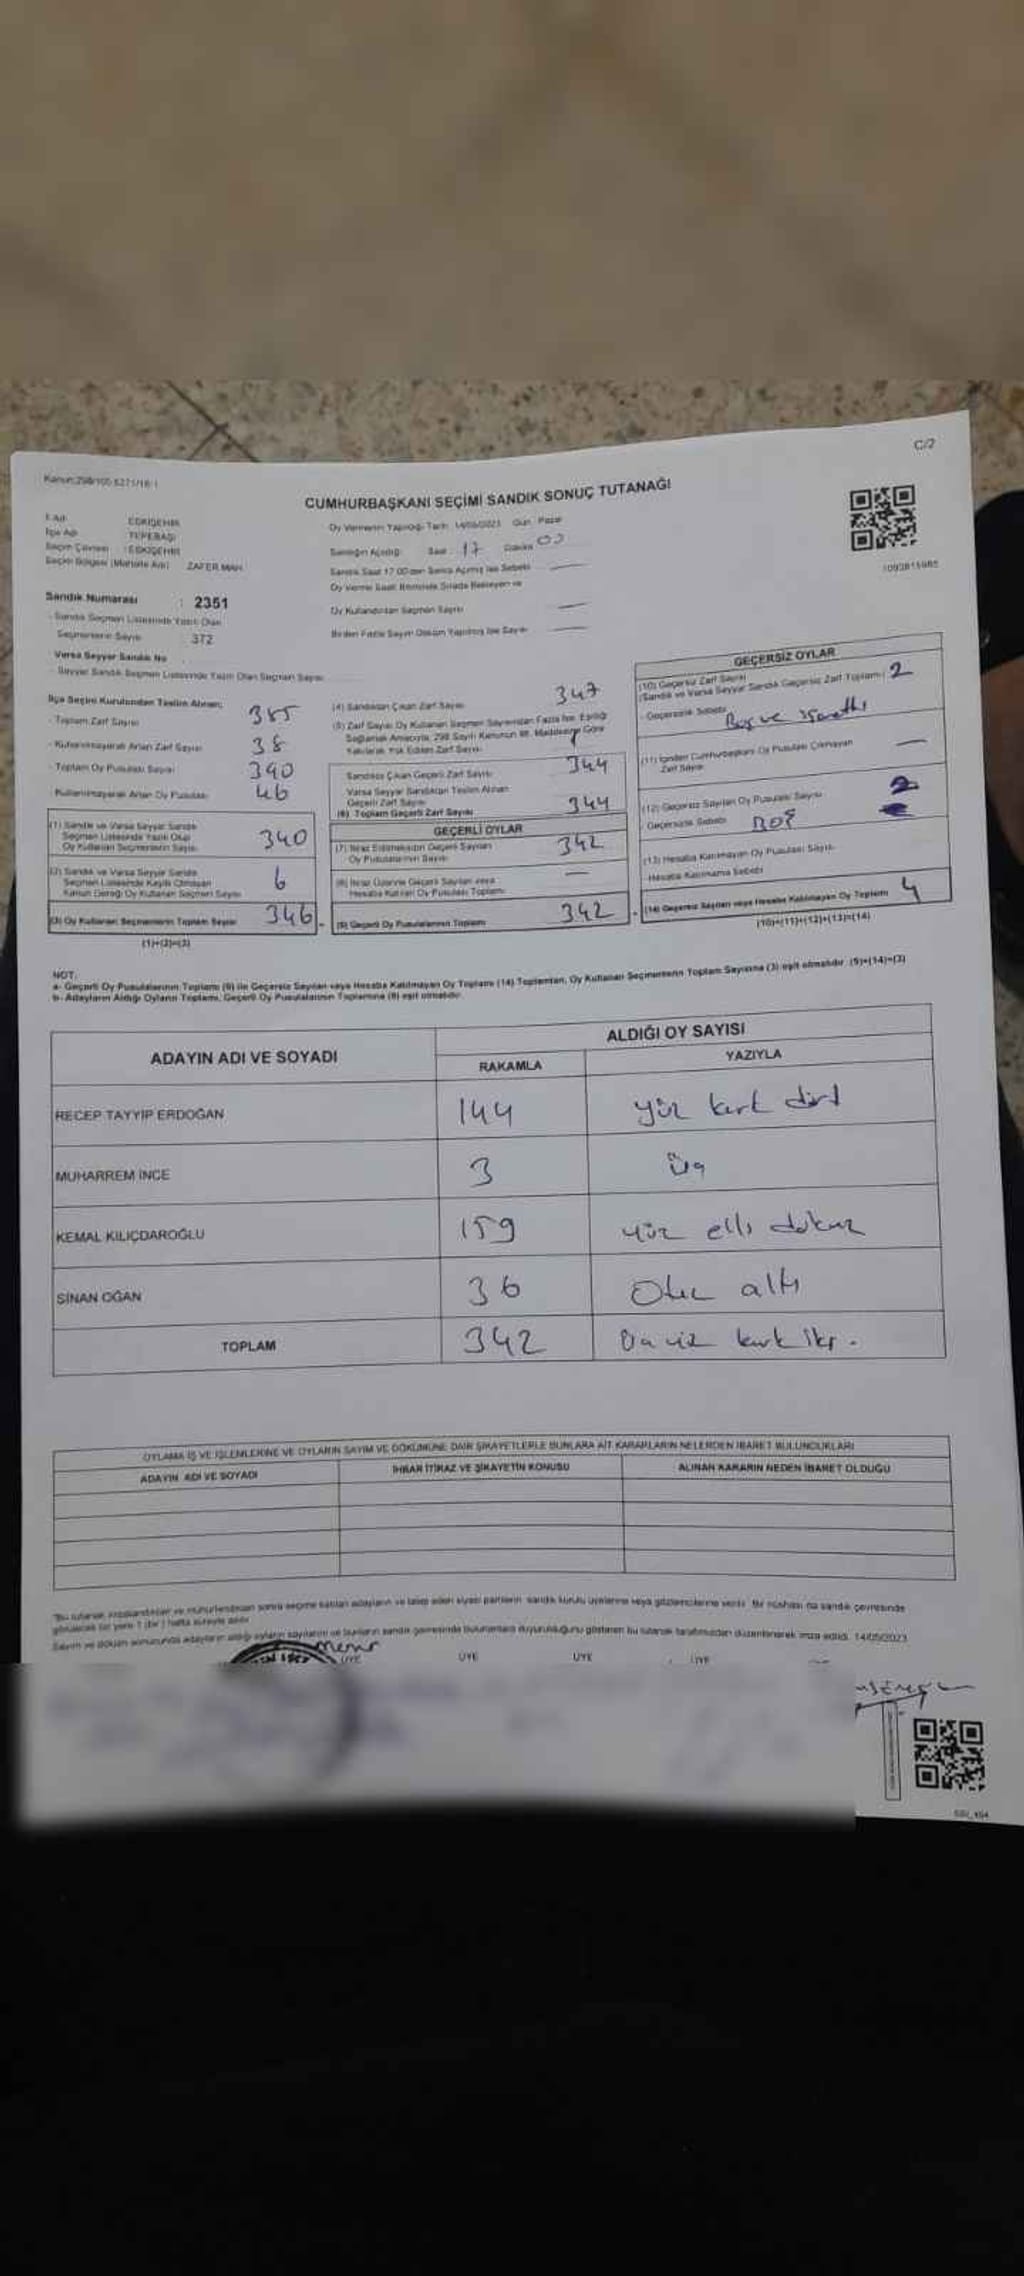 C/2
Kanun:298/105 6271/16-1
CUMHURBAŞKANI SEÇİMİ SANDIK SONUÇ TUTANAĞI
İl Adı : ESKİŞEHİR
İlçe Adı : TEPEBAŞI
Seçim Çevresi : ESKİŞEHİR
Seçim Bölgesi (Mahalle Adı) : ZAFER MAH.
Oy Vermenin Yapıldığı Tarih 14/05/2023 Gün Pazar
Sandığın Açıldığı Saat 17 Dakika 00
Sandık Saat 17.00'den Sonra Açılmış İse Sebebi
Oy Verme Saati Bitiminde Sırada Bekleyen ve
Oy Kullandırılan Seçmen Sayısı
Birden Fazla Sayım Döküm Yapılmış İse Sayısı
1093815985
Sandık Numarası : 2351
- Sandık Seçmen Listesinde Yazılı Olan
Seçmenlerin Sayısı : 372
Varsa Seyyar Sandık No
- Seyyar Sandık Seçmen Listesinde Yazılı Olan Seçmen Sayısı
İlçe Seçim Kurulundan Teslim Alınan;
- Toplam Zarf Sayısı 385
- Kullanılmayarak Artan Zarf Sayısı 38
- Toplam Oy Pusulası Sayısı 390
- Kullanılmayarak Artan Oy Pusulası 46
(1) Sandık ve Varsa Seyyar Sandık
Seçmen Listesinde Yazılı Olup
Oy Kullanan Seçmenlerin Sayısı 340
(2) Sandık ve Varsa Seyyar Sandık
Seçmen Listesinde Kayıtlı Olmayan
Kanun Gereği Oy Kullanan Seçmen Sayısı 6
(3) Oy Kullanan Seçmenlerin Toplam Sayısı 346
(1)+(2)=(3)
(4) Sandıktan Çıkan Zarf Sayısı 347
(5) Zarf Sayısı Oy Kullanan Seçmen Sayısından Fazla İse, Eşitliği
Sağlamak Amacıyla, 298 Sayılı Kanunun 98. Maddesine Göre
Yakılarak Yok Edilen Zarf Sayısı
Sandıktan Çıkan Geçerli Zarf Sayısı 344
Varsa Seyyar Sandıktan Teslim Alınan
Geçerli Zarf Sayısı
(6) Toplam Geçerli Zarf Sayısı 344
GEÇERLİ OYLAR
(7) İtiraz Edilmeksizin Geçerli Sayılan
Oy Pusulalarının Sayısı 342
(8) İtiraz Üzerine Geçerli Sayılan veya
Hesaba Katılan Oy Pusulası Toplamı
(9) Geçerli Oy Pusulalarının Toplamı 342
GEÇERSİZ OYLAR
(10) Geçersiz Zarf Sayısı
(Sandık ve Varsa Seyyar Sandık Geçersiz Zarf Toplamı) 2
- Geçersizlik Sebebi Boş ve işaretli
(11) İçinden Cumhurbaşkanı Oy Pusulası Çıkmayan
Zarf Sayısı
(12) Geçersiz Sayılan Oy Pusulası Sayısı 2
- Geçersizlik Sebebi BOŞ
(13) Hesaba Katılmayan Oy Pusulası Sayısı
- Hesaba Katılmama Sebebi
(14) Geçersiz Sayılan veya Hesaba Katılmayan Oy Toplamı 4
(10)+(11)+(12)+(13)=(14)
NOT:
a- Geçerli Oy Pusulalarının Toplamı (9) ile Geçersiz Sayılan veya Hesaba Katılmayan Oy Toplamı (14) Toplamları, Oy Kullanan Seçmenlerin Toplam Sayısına (3) eşit olmalıdır. (9)+(14)=(3)
b- Adayların Aldığı Oyların Toplamı, Geçerli Oy Pusulalarının Toplamına (9) eşit olmalıdır.
ADAYIN ADI VE SOYADI
ALDIĞI OY SAYISI
RAKAMLA YAZIYLA
RECEP TAYYİP ERDOĞAN 144 yüz kırk dört
MUHARREM İNCE 3 üç
KEMAL KILIÇDAROĞLU 159 yüz elli dokuz
SİNAN OĞAN 36 Otuz altı
TOPLAM 342 Üç yüz kırk iki.
OYLAMA İŞ VE İŞLEMLERİNE VE OYLARIN SAYIM VE DÖKÜMÜNE DAİR ŞİKAYETLERLE BUNLARA AİT KARARLARIN NELERDEN İBARET BULUNDUKLARI
ADAYIN ADI VE SOYADI İHBAR İTİRAZ VE ŞİKAYETİN KONUSU ALINAN KARARIN NEDEN İBARET OLDUĞU
"Bu tutanak imzalandıktan ve mühürlendikten sonra seçime katılan adayların ve talep eden siyasi partilerin sandık kurulu üyelerine veya gözlemcilerine verilir. Bir nüshası da sandık çevresinde
görülecek bir yere 1 (bir) hafta süreyle asılır.
Sayım ve döküm sonucunda adayların aldığı oyların sayılarını ve bunların sandık çevresinde bulunanlara duyurulduğunu gösteren bu tutanak tarafımızdan düzenlenerek imza edildi. 14/05/2023
ÜYE ÜYE ÜYE ÜYE